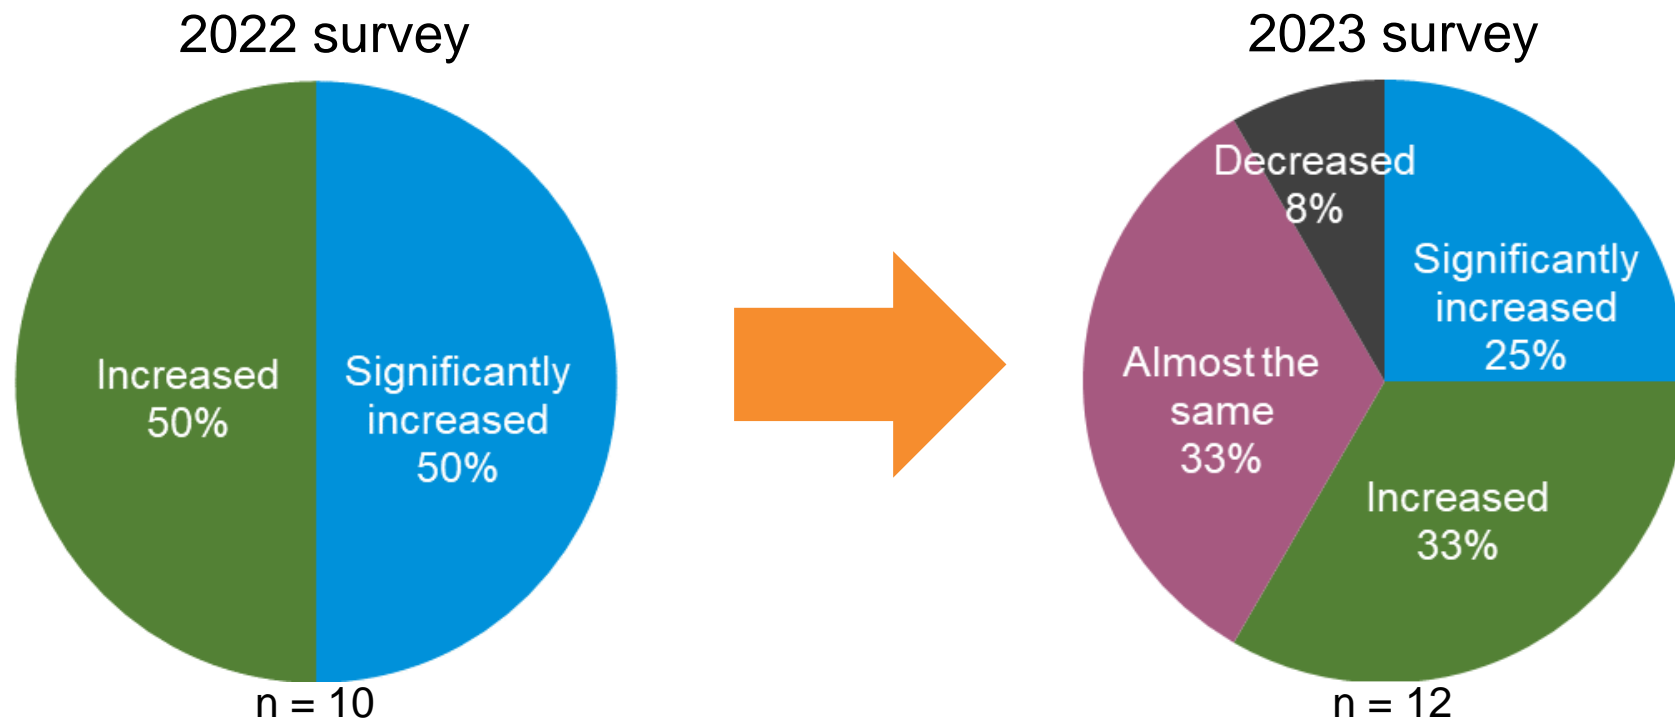 2022 survey
Increased
50%
Significantly
increased
50%
n = 10
2023 survey
Decreased
8%
Significantly
increased
25%
Almost the
same
33%
Increased
33%
n = 12